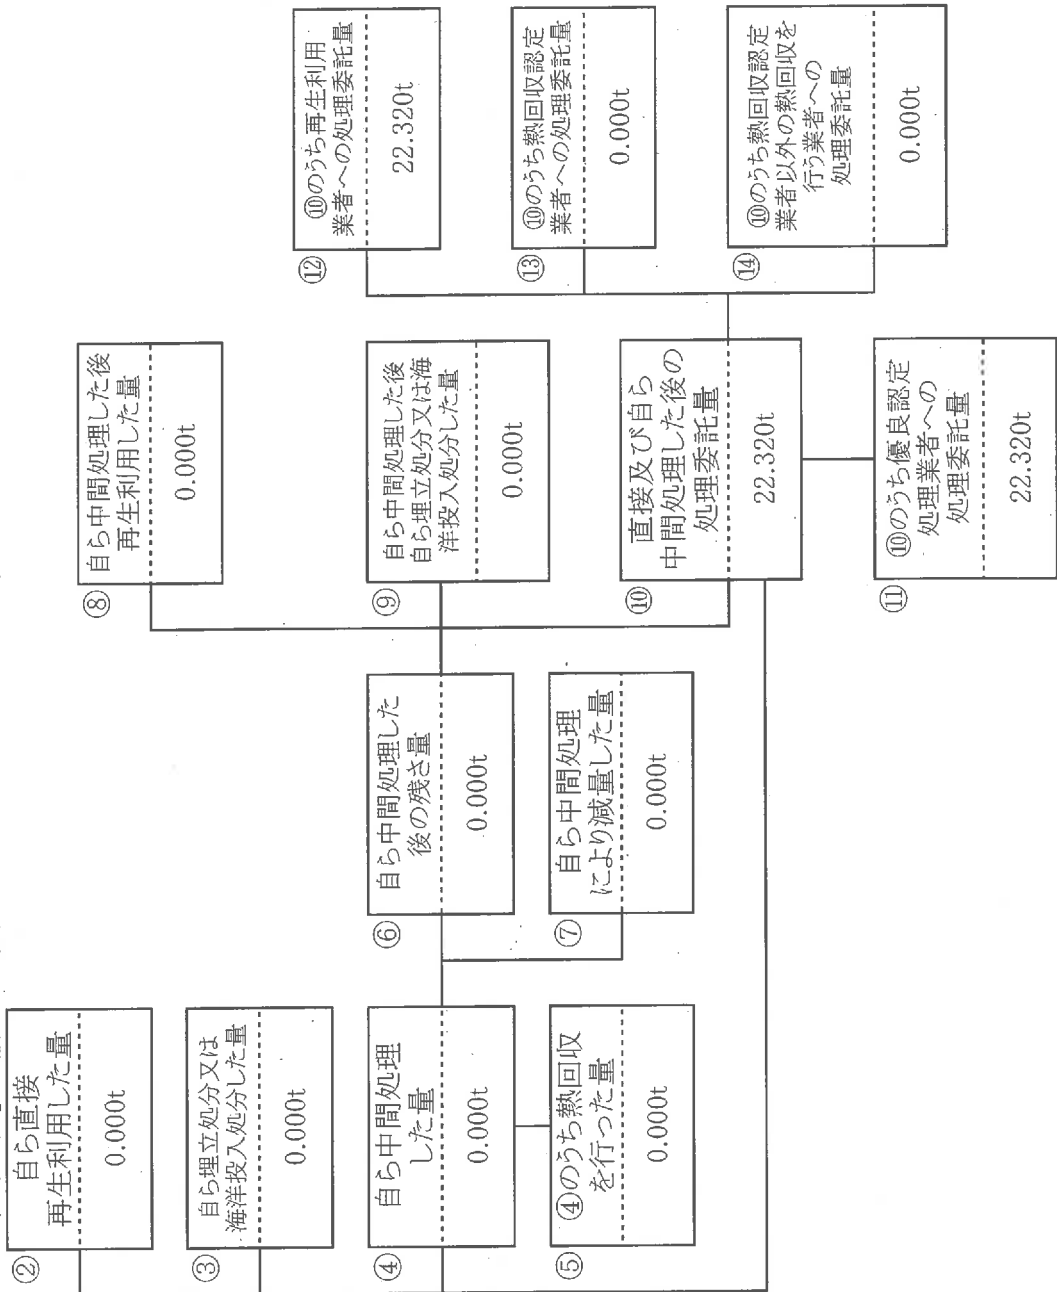 ②
自ら直接
再生利用した量
0.000t
③
自ら埋立処分又は
海洋投入処分した量
0.000t
④
自ら中間処理
した量
0.000t
⑤
④のうち熱回収
を行った量
0.000t
⑥
自ら中間処理した
後の残さ量
0.000t
⑦
自ら中間処理
により減量した量
0.000t
⑧
自ら中間処理した後
再生利用した量
0.000t
⑨
自ら中間処理した後
自ら埋立処分又は海
洋投入処分した量
0.000t
⑩
直接及び自ら
中間処理した後の
処理委託量
22.320t
⑪
⑩のうち優良認定
処理業者への
処理委託量
22.320t
⑫
⑩のうち再生利用
業者への処理委託量
22.320t
⑬
⑩のうち熱回収認定
業者への処理委託量
0.000t
⑭
⑩のうち熱回収認定
業者以外の熱回収を
行う業者への
処理委託量
0.000t